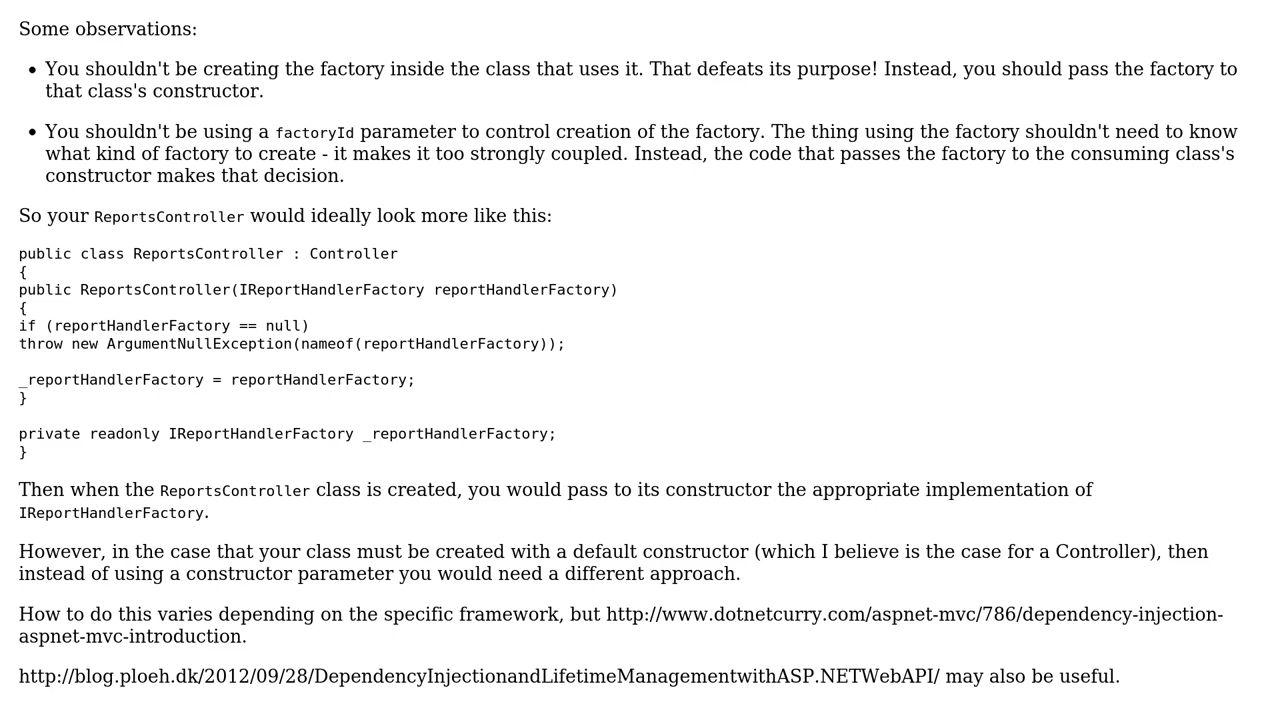 Some observations:
• You shouldn't be creating the factory inside the class that uses it. That defeats its purpose! Instead, you should pass the factory to
that class's constructor.
• You shouldn't be using a factoryId parameter to control creation of the factory. The thing using the factory shouldn't need to know
what kind of factory to create - it makes it too strongly coupled. Instead, the code that passes the factory to the consuming class's
constructor makes that decision.
So your ReportsController would ideally look more like this:
public class ReportsController : Controller
{
public ReportsController(IReportHandlerFactory reportHandlerFactory)
{
if (reportHandlerFactory == null)
throw new ArgumentNullException(nameof(reportHandlerFactory));
_reportHandlerFactory = reportHandlerFactory;
}
private readonly IReportHandlerFactory _reportHandlerFactory;
}
Then when the ReportsController class is created, you would pass to its constructor the appropriate implementation of
IReportHandlerFactory.
However, in the case that your class must be created with a default constructor (which I believe is the case for a Controller), then
instead of using a constructor parameter you would need a different approach.
How to do this varies depending on the specific framework, but http://www.dotnetcurry.com/aspnet-mvc/786/dependency-injection-
aspnet-mvc-introduction.
http://blog.ploeh.dk/2012/09/28/DependencyInjectionandLifetimeManagementwithASP.NETWebAPI/ may also be useful.